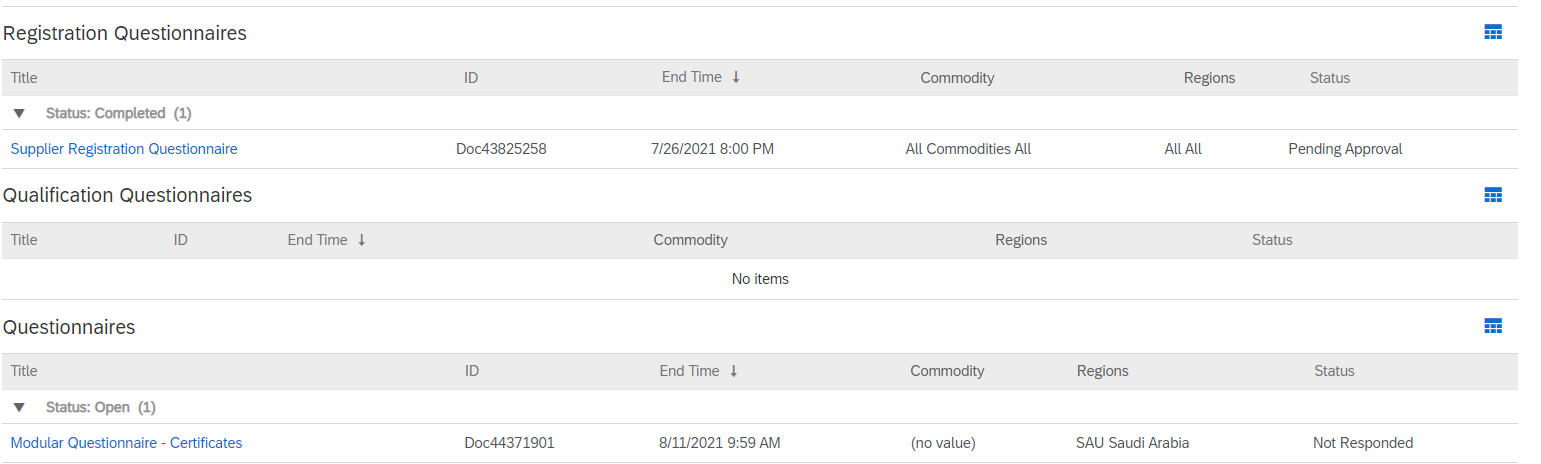 Registration Questionnaires
Title ID End Time ↓ Commodity Regions Status
▼ Status: Completed (1)
Supplier Registration Questionnaire Doc43825258 7/26/2021 8:00 PM All Commodities All All All Pending Approval
Qualification Questionnaires
Title ID End Time ↓ Commodity Regions Status
No items
Questionnaires
Title ID End Time ↓ Commodity Regions Status
▼ Status: Open (1)
Modular Questionnaire - Certificates Doc44371901 8/11/2021 9:59 AM (no value) SAU Saudi Arabia Not Responded